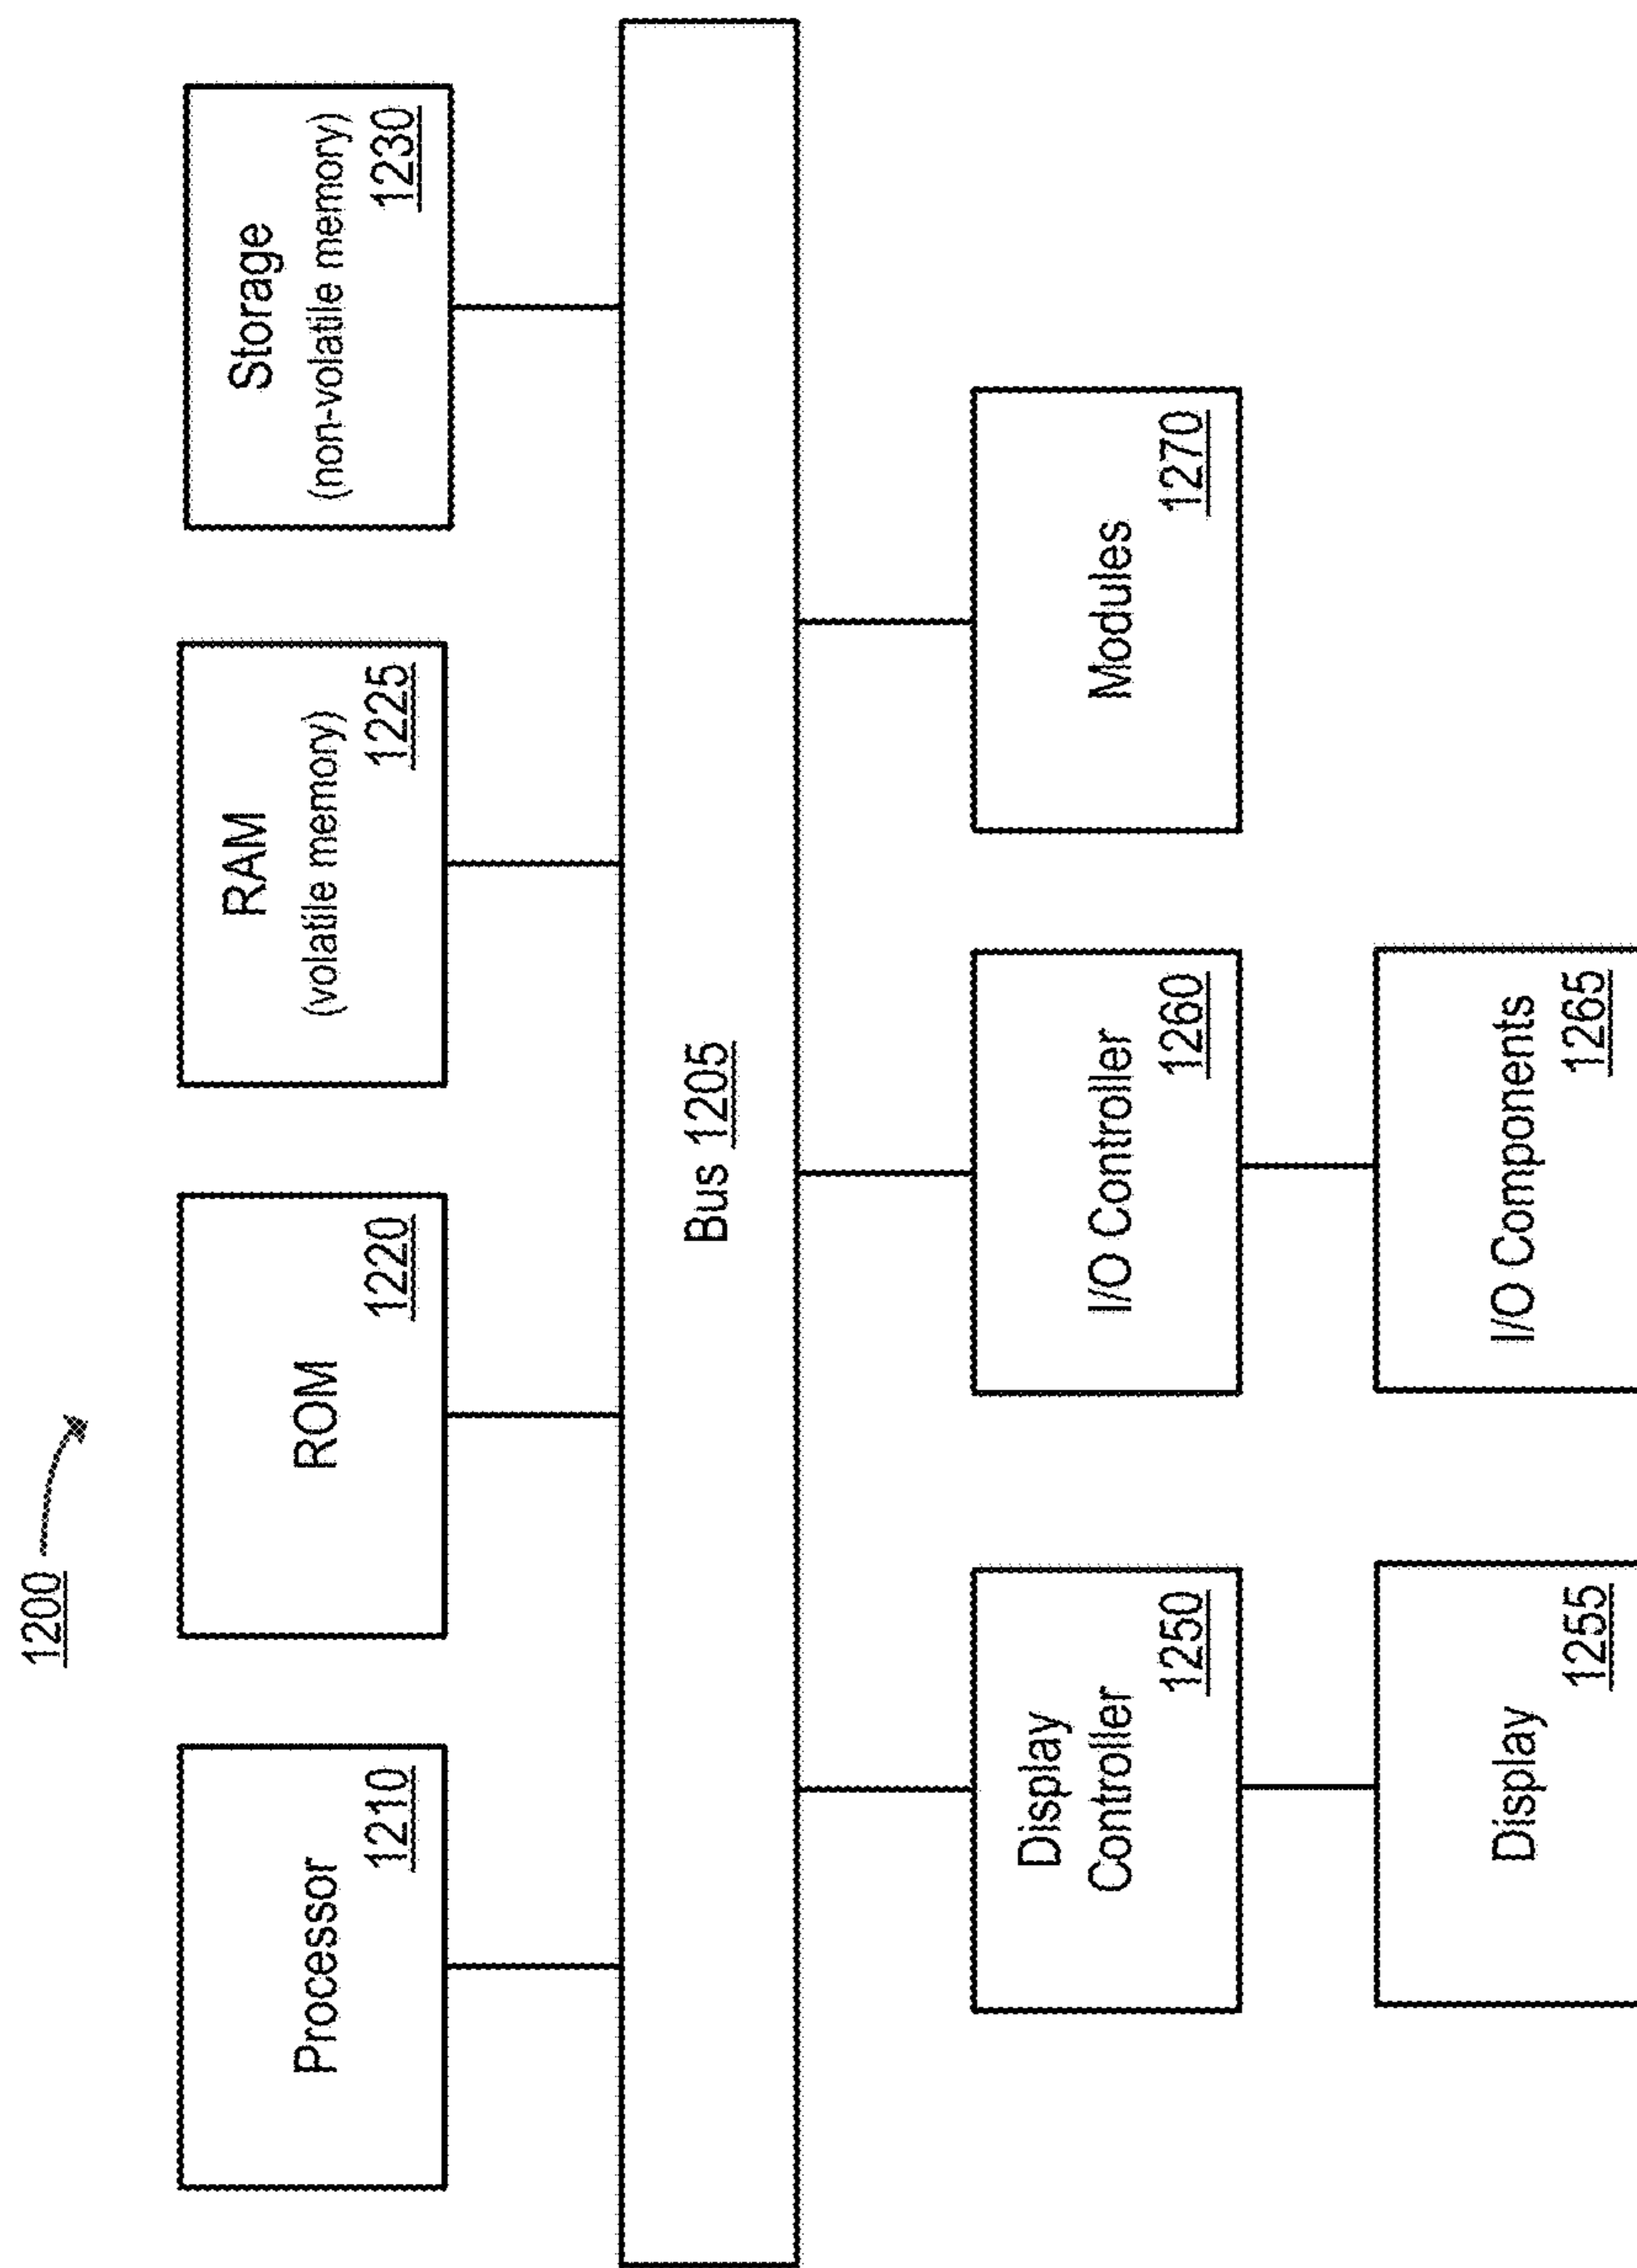 1200
Processor
1210
ROM
1220
RAM
(volatile memory)
1225
Storage
(non-volatile memory)
1230
Bus 1205
Display
Controller
1250
I/O Controller
1260
Modules
1270
Display
1255
I/O Components
1265